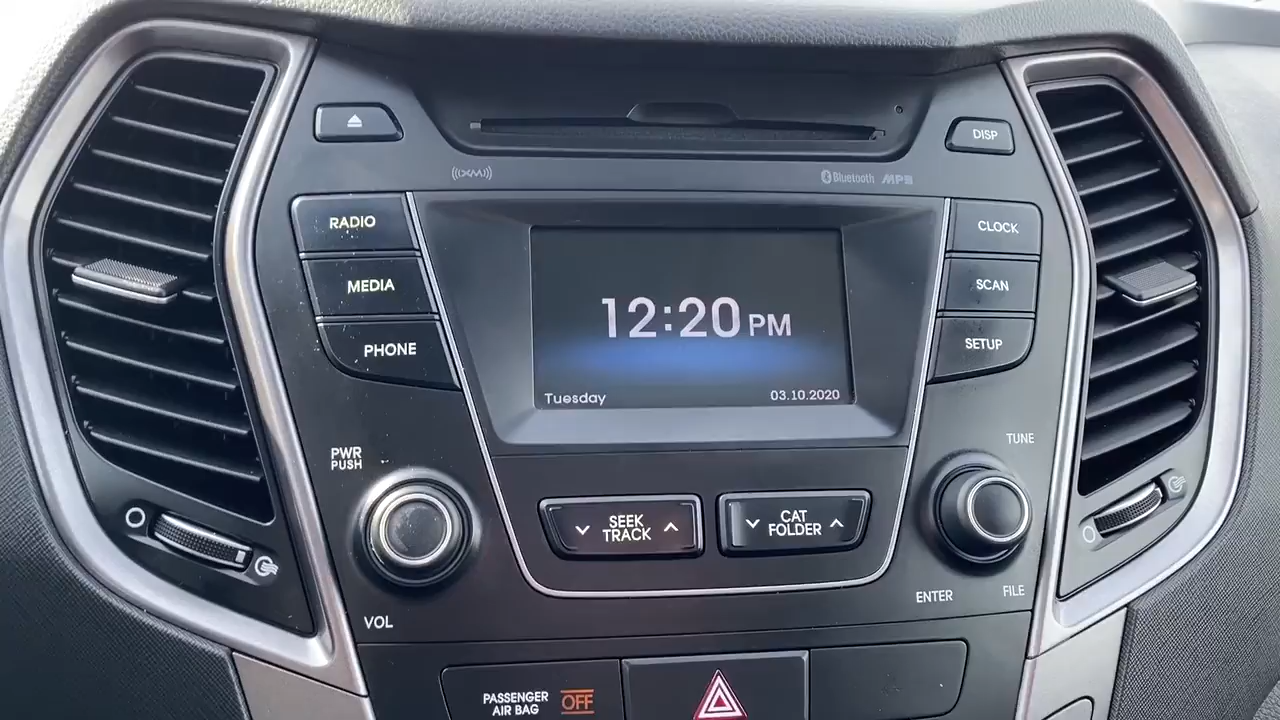 DISP
((XM))
Bluetooth MP3
RADIO
CLOCK
MEDIA
SCAN
PHONE
SETUP
12:20 PM
Tuesday
03.10.2020
PWR
PUSH
TUNE
SEEK
TRACK
CAT
FOLDER
VOL
ENTER
FILE
PASSENGER
AIR BAG
OFF